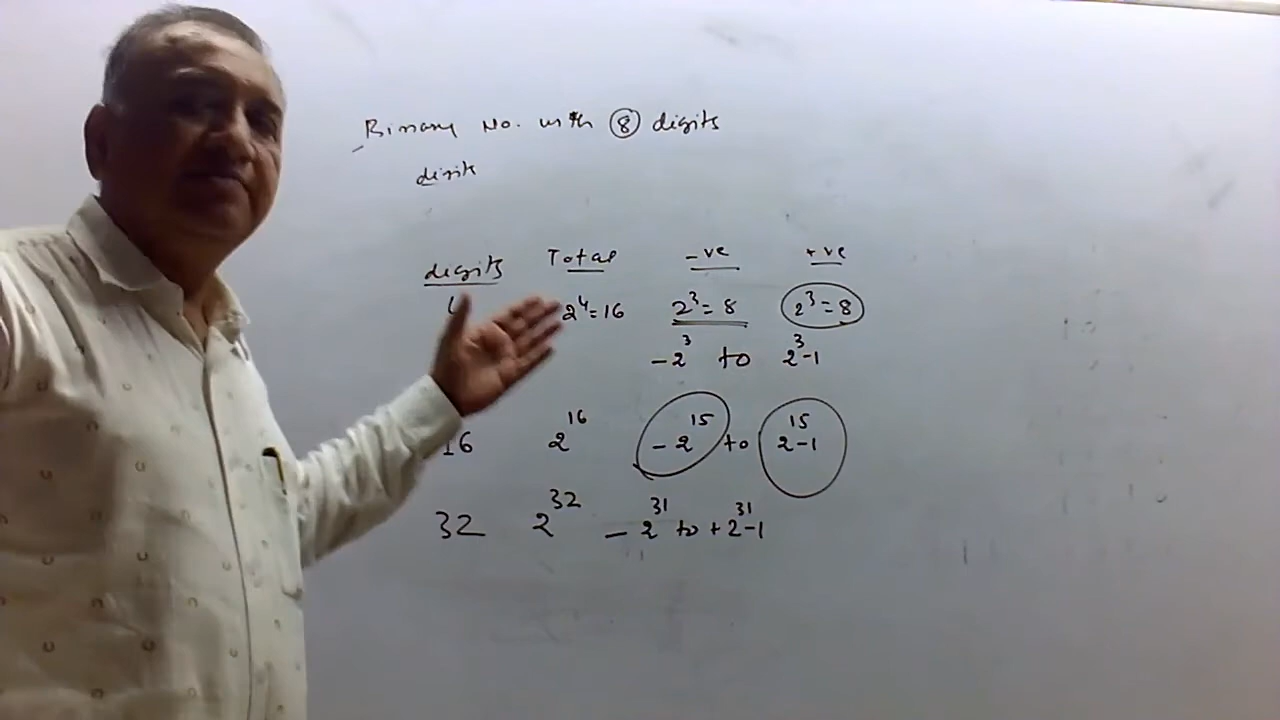 Binary No. with 8 digits
digits
digits Total -ve +ve
4 2⁴=16 2³=8 2³=8
-2³ to 2³-1
16 2¹⁶ -2¹⁵ to 2¹⁵-1
32 2³² -2³¹ to +2³¹-1